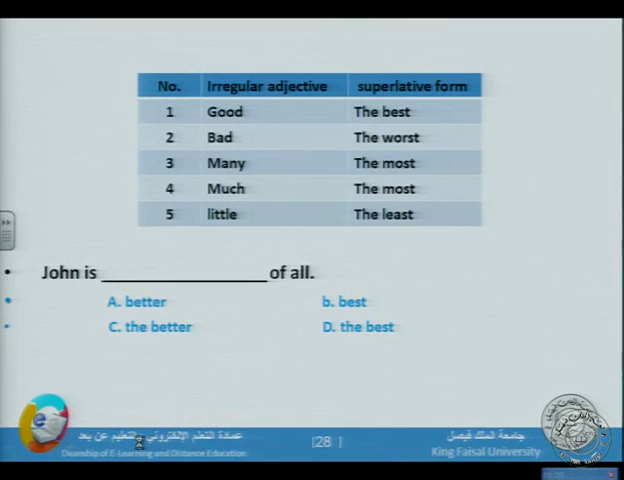 No. Irregular adjective superlative form
1 Good The best
2 Bad The worst
3 Many The most
4 Much The most
5 little The least
• John is ________________ of all.
• A. better b. best
• C. the better D. the best
عمادة التعلم الإلكتروني والتعليم عن بعد [28 ] جامعة الملك فيصل
Deanship of E-Learning and Distance Education King Faisal University